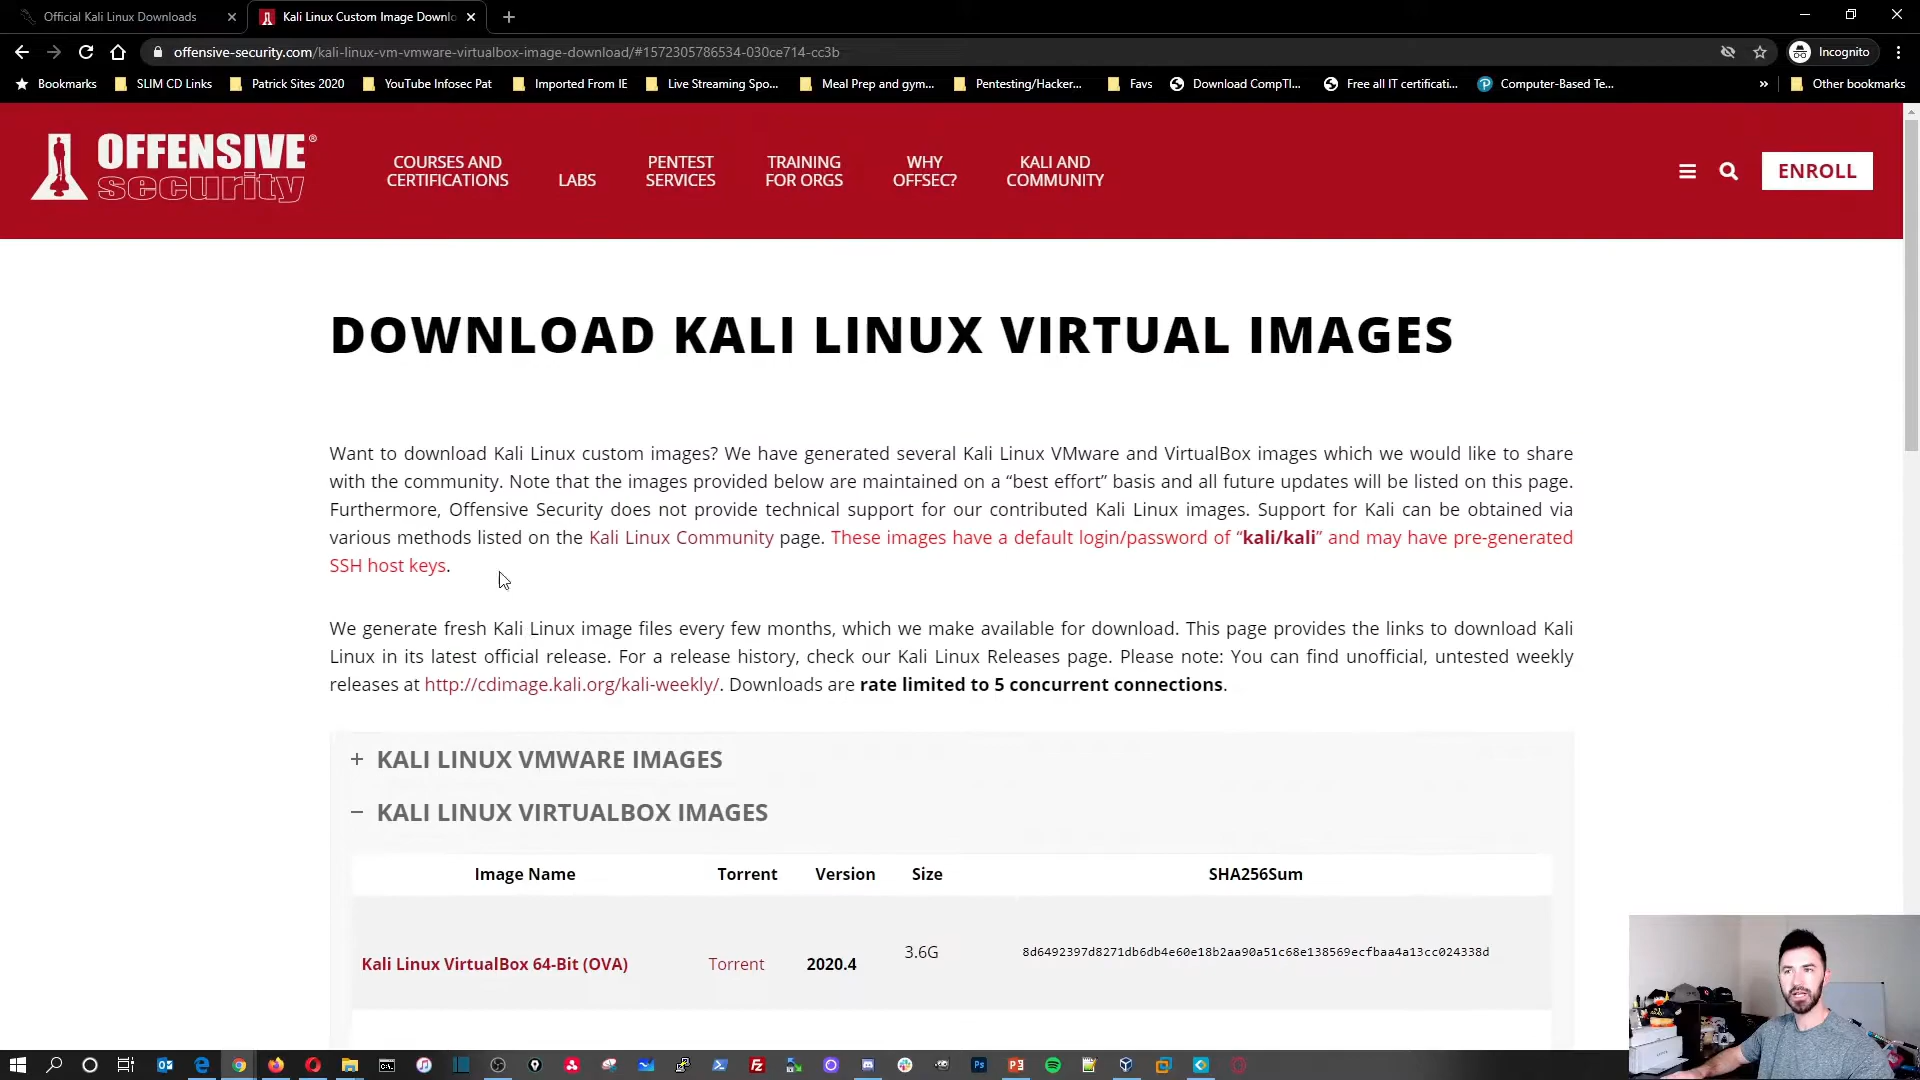 Official Kali Linux Downloads
Kali Linux Custom Image Downlo
offensive-security.com/kali-linux-vm-vmware-virtualbox-image-download/#1572305786534-030ce714-cc3b
Incognito
Bookmarks
SLIM CD Links
Patrick Sites 2020
YouTube Infosec Pat
Imported From IE
Live Streaming Spo...
Meal Prep and gym...
Pentesting/Hacker...
Favs
Download CompTI...
Free all IT certificati...
Computer-Based Te...
Other bookmarks
OFFENSIVE®
security
COURSES AND
CERTIFICATIONS
LABS
PENTEST
SERVICES
TRAINING
FOR ORGS
WHY
OFFSEC?
KALI AND
COMMUNITY
ENROLL
DOWNLOAD KALI LINUX VIRTUAL IMAGES
Want to download Kali Linux custom images? We have generated several Kali Linux VMware and VirtualBox images which we would like to share
with the community. Note that the images provided below are maintained on a “best effort” basis and all future updates will be listed on this page.
Furthermore, Offensive Security does not provide technical support for our contributed Kali Linux images. Support for Kali can be obtained via
various methods listed on the Kali Linux Community page. These images have a default login/password of “kali/kali” and may have pre-generated
SSH host keys.
We generate fresh Kali Linux image files every few months, which we make available for download. This page provides the links to download Kali
Linux in its latest official release. For a release history, check our Kali Linux Releases page. Please note: You can find unofficial, untested weekly
releases at http://cdimage.kali.org/kali-weekly/. Downloads are rate limited to 5 concurrent connections.
+ KALI LINUX VMWARE IMAGES
− KALI LINUX VIRTUALBOX IMAGES
Image Name Torrent Version Size SHA256Sum
Kali Linux VirtualBox 64-Bit (OVA) Torrent 2020.4 3.6G 8d6492397d8271db6db4e60e18b2aa90a51c68e138569ecfbaa4a13cc024338d